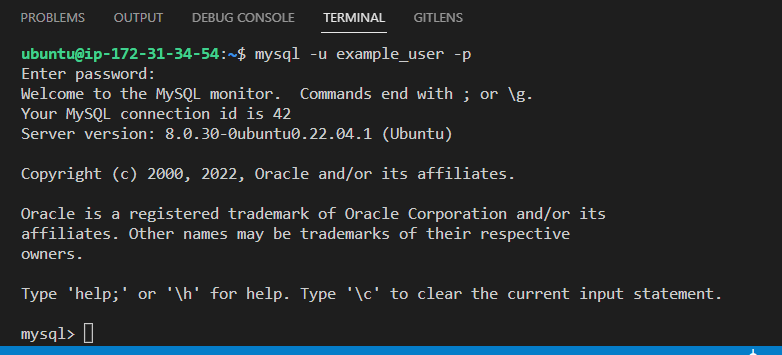 PROBLEMS OUTPUT DEBUG CONSOLE TERMINAL GITLENS
ubuntu@ip-172-31-34-54:~$ mysql -u example_user -p
Enter password:
Welcome to the MySQL monitor.  Commands end with ; or \g.
Your MySQL connection id is 42
Server version: 8.0.30-0ubuntu0.22.04.1 (Ubuntu)
Copyright (c) 2000, 2022, Oracle and/or its affiliates.
Oracle is a registered trademark of Oracle Corporation and/or its
affiliates. Other names may be trademarks of their respective
owners.
Type 'help;' or '\h' for help. Type '\c' to clear the current input statement.
mysql>